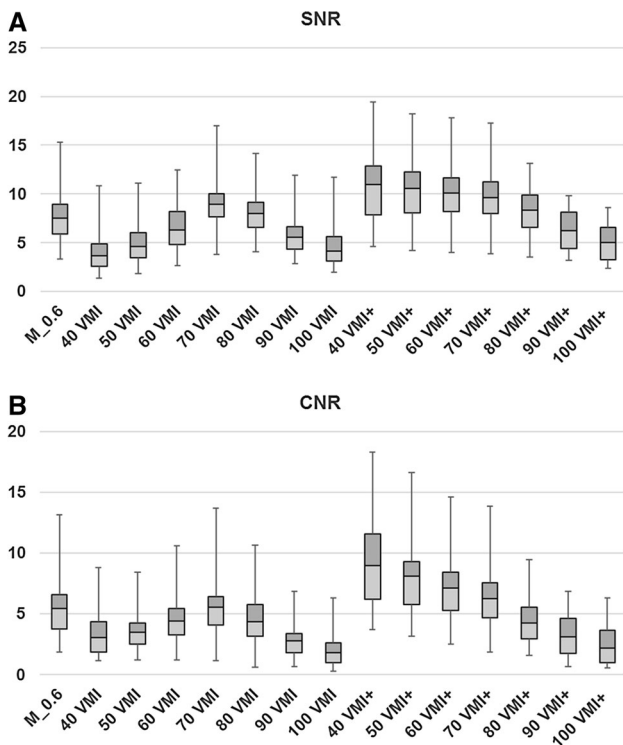 A
SNR
25
20
15
10
5
0
M_0.6
40 VMI
50 VMI
60 VMI
70 VMI
80 VMI
90 VMI
100 VMI
40 VMI+
50 VMI+
60 VMI+
70 VMI+
80 VMI+
90 VMI+
100 VMI+
B
CNR
20
15
10
5
0
M_0.6
40 VMI
50 VMI
60 VMI
70 VMI
80 VMI
90 VMI
100 VMI
40 VMI+
50 VMI+
60 VMI+
70 VMI+
80 VMI+
90 VMI+
100 VMI+